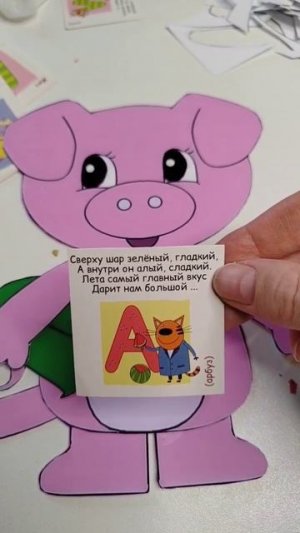 Сверху шар зелёный, гладкий,
А внутри он алый, сладкий.
Лета самый главный вкус
Дарит нам большой ...
А
(арбуз)